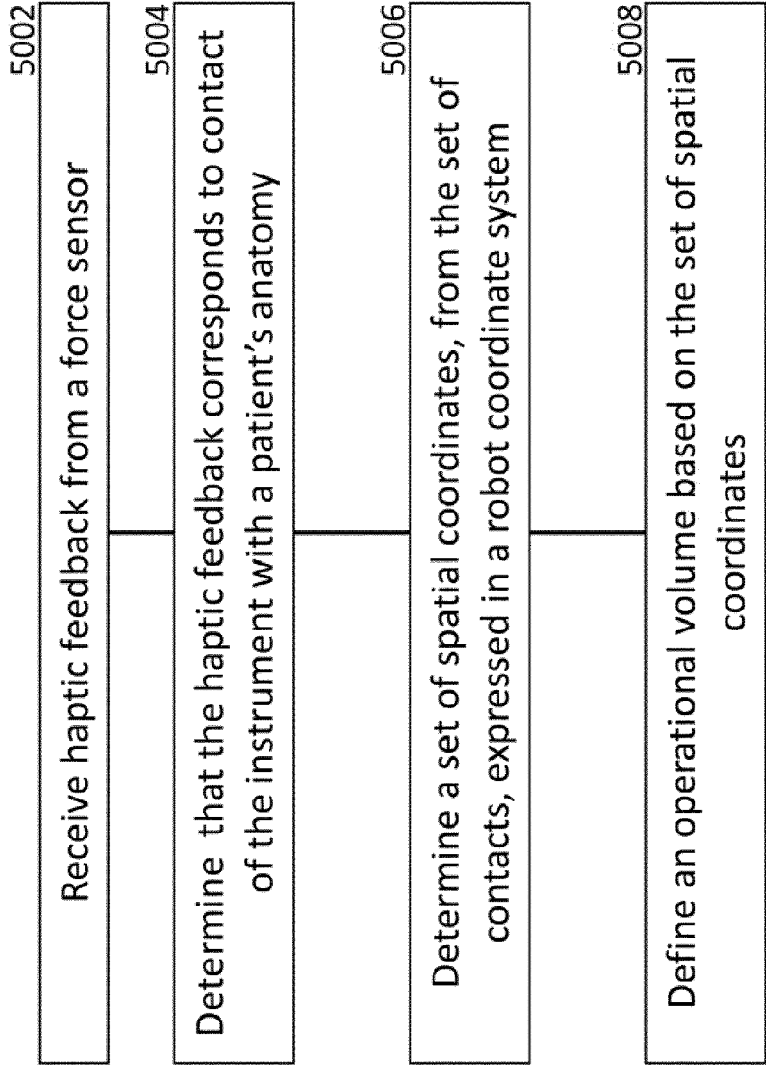 5002
Receive haptic feedback from a force sensor
5004
Determine that the haptic feedback corresponds to contact
of the instrument with a patient's anatomy
5006
Determine a set of spatial coordinates, from the set of
contacts, expressed in a robot coordinate system
5008
Define an operational volume based on the set of spatial
coordinates